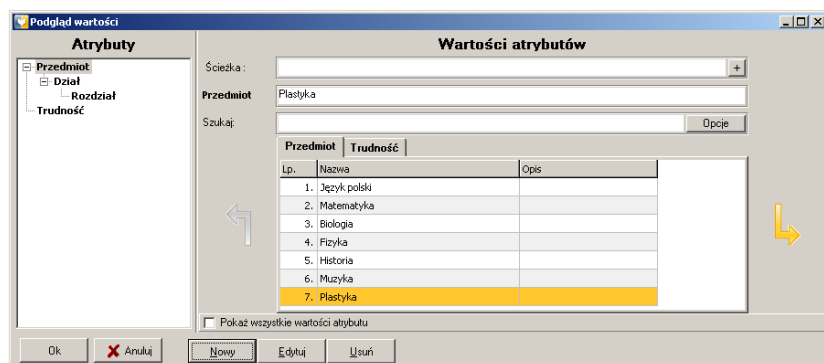 Podgląd wartości
Atrybuty
Przedmiot
Dział
Rozdział
Trudność
Wartości atrybutów
Ścieżka :
+
Przedmiot
Plastyka
Szukaj:
Opcje
Przedmiot Trudność
Lp. Nazwa Opis
1. Język polski
2. Matematyka
3. Biologia
4. Fizyka
5. Historia
6. Muzyka
7. Plastyka
Pokaż wszystkie wartości atrybutu
Ok Anuluj Nowy Edytuj Usuń